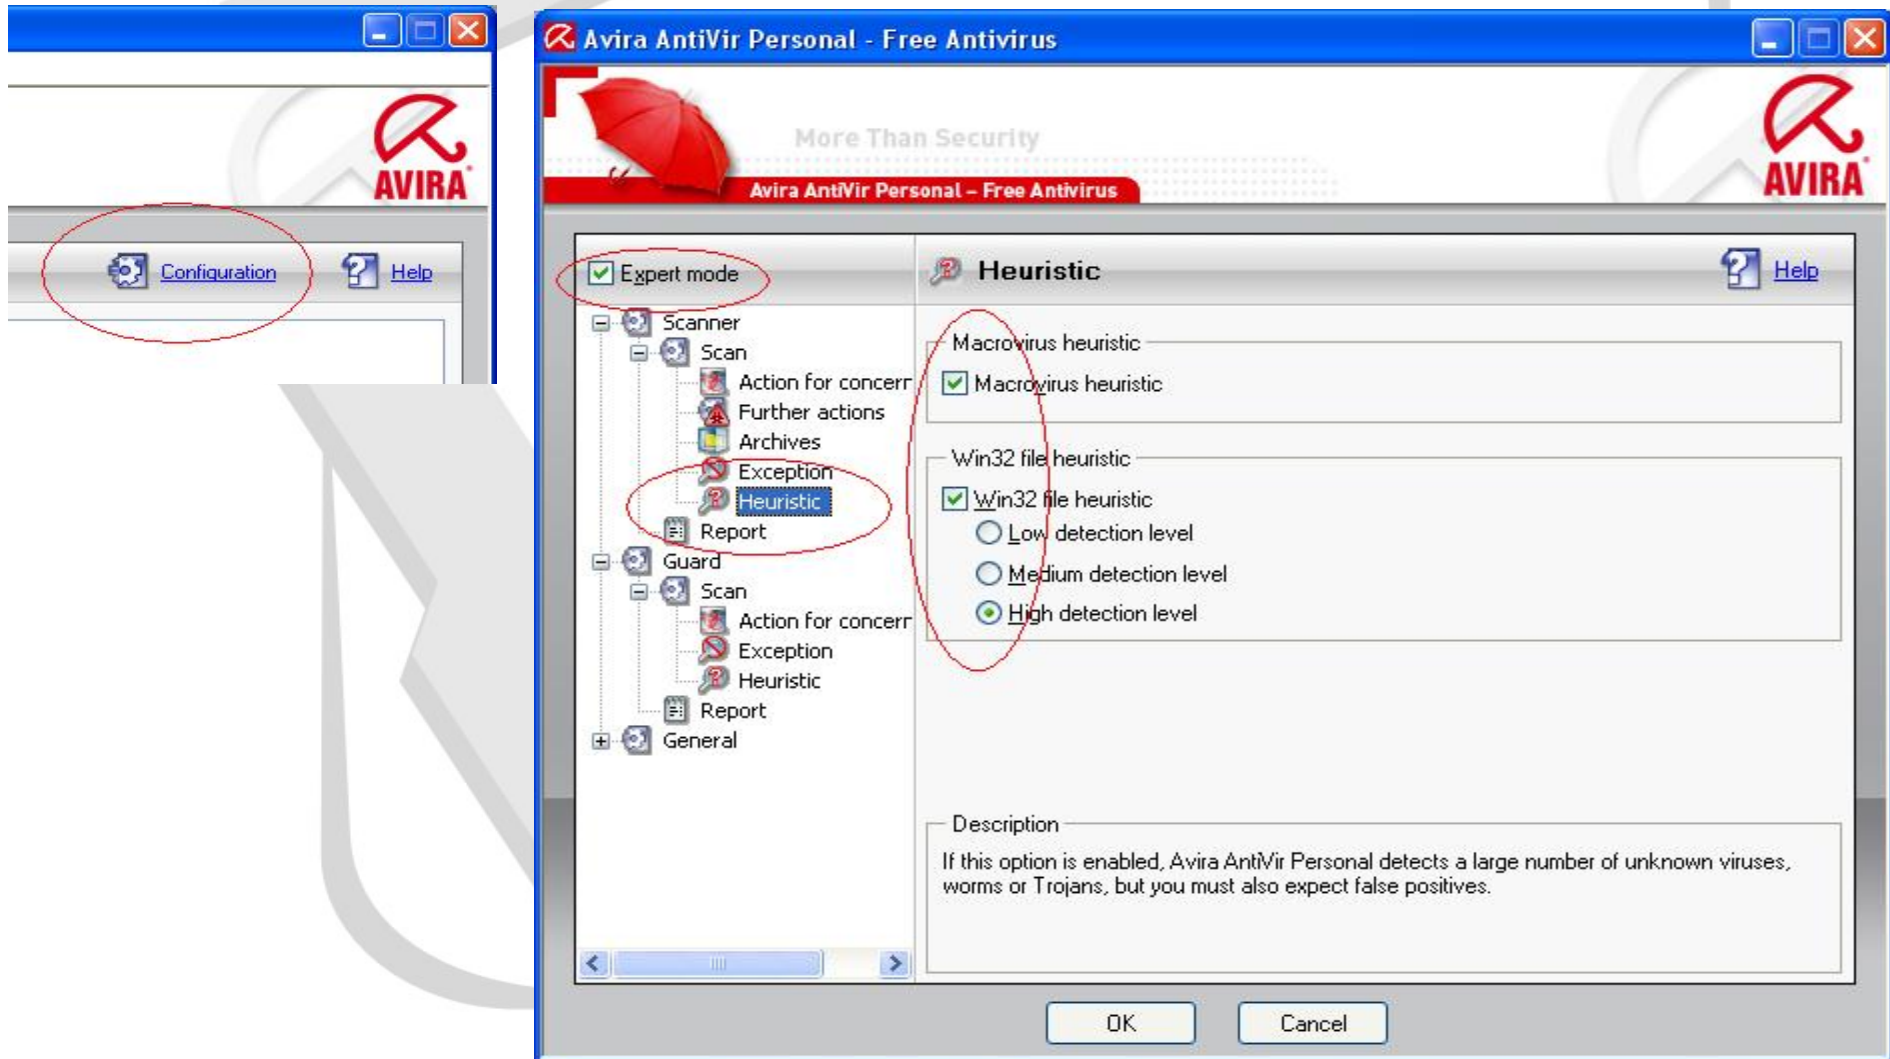 AVIRA
Configuration
Help
Avira AntiVir Personal - Free Antivirus
More Than Security
Avira AntiVir Personal – Free Antivirus
AVIRA
Expert mode
Scanner
Scan
Action for concern
Further actions
Archives
Exception
Heuristic
Report
Guard
Scan
Action for concern
Exception
Heuristic
Report
General
Heuristic
Help
Macrovirus heuristic
Macrovirus heuristic
Win32 file heuristic
Win32 file heuristic
Low detection level
Medium detection level
High detection level
Description
If this option is enabled, Avira AntiVir Personal detects a large number of unknown viruses,
worms or Trojans, but you must also expect false positives.
OK
Cancel